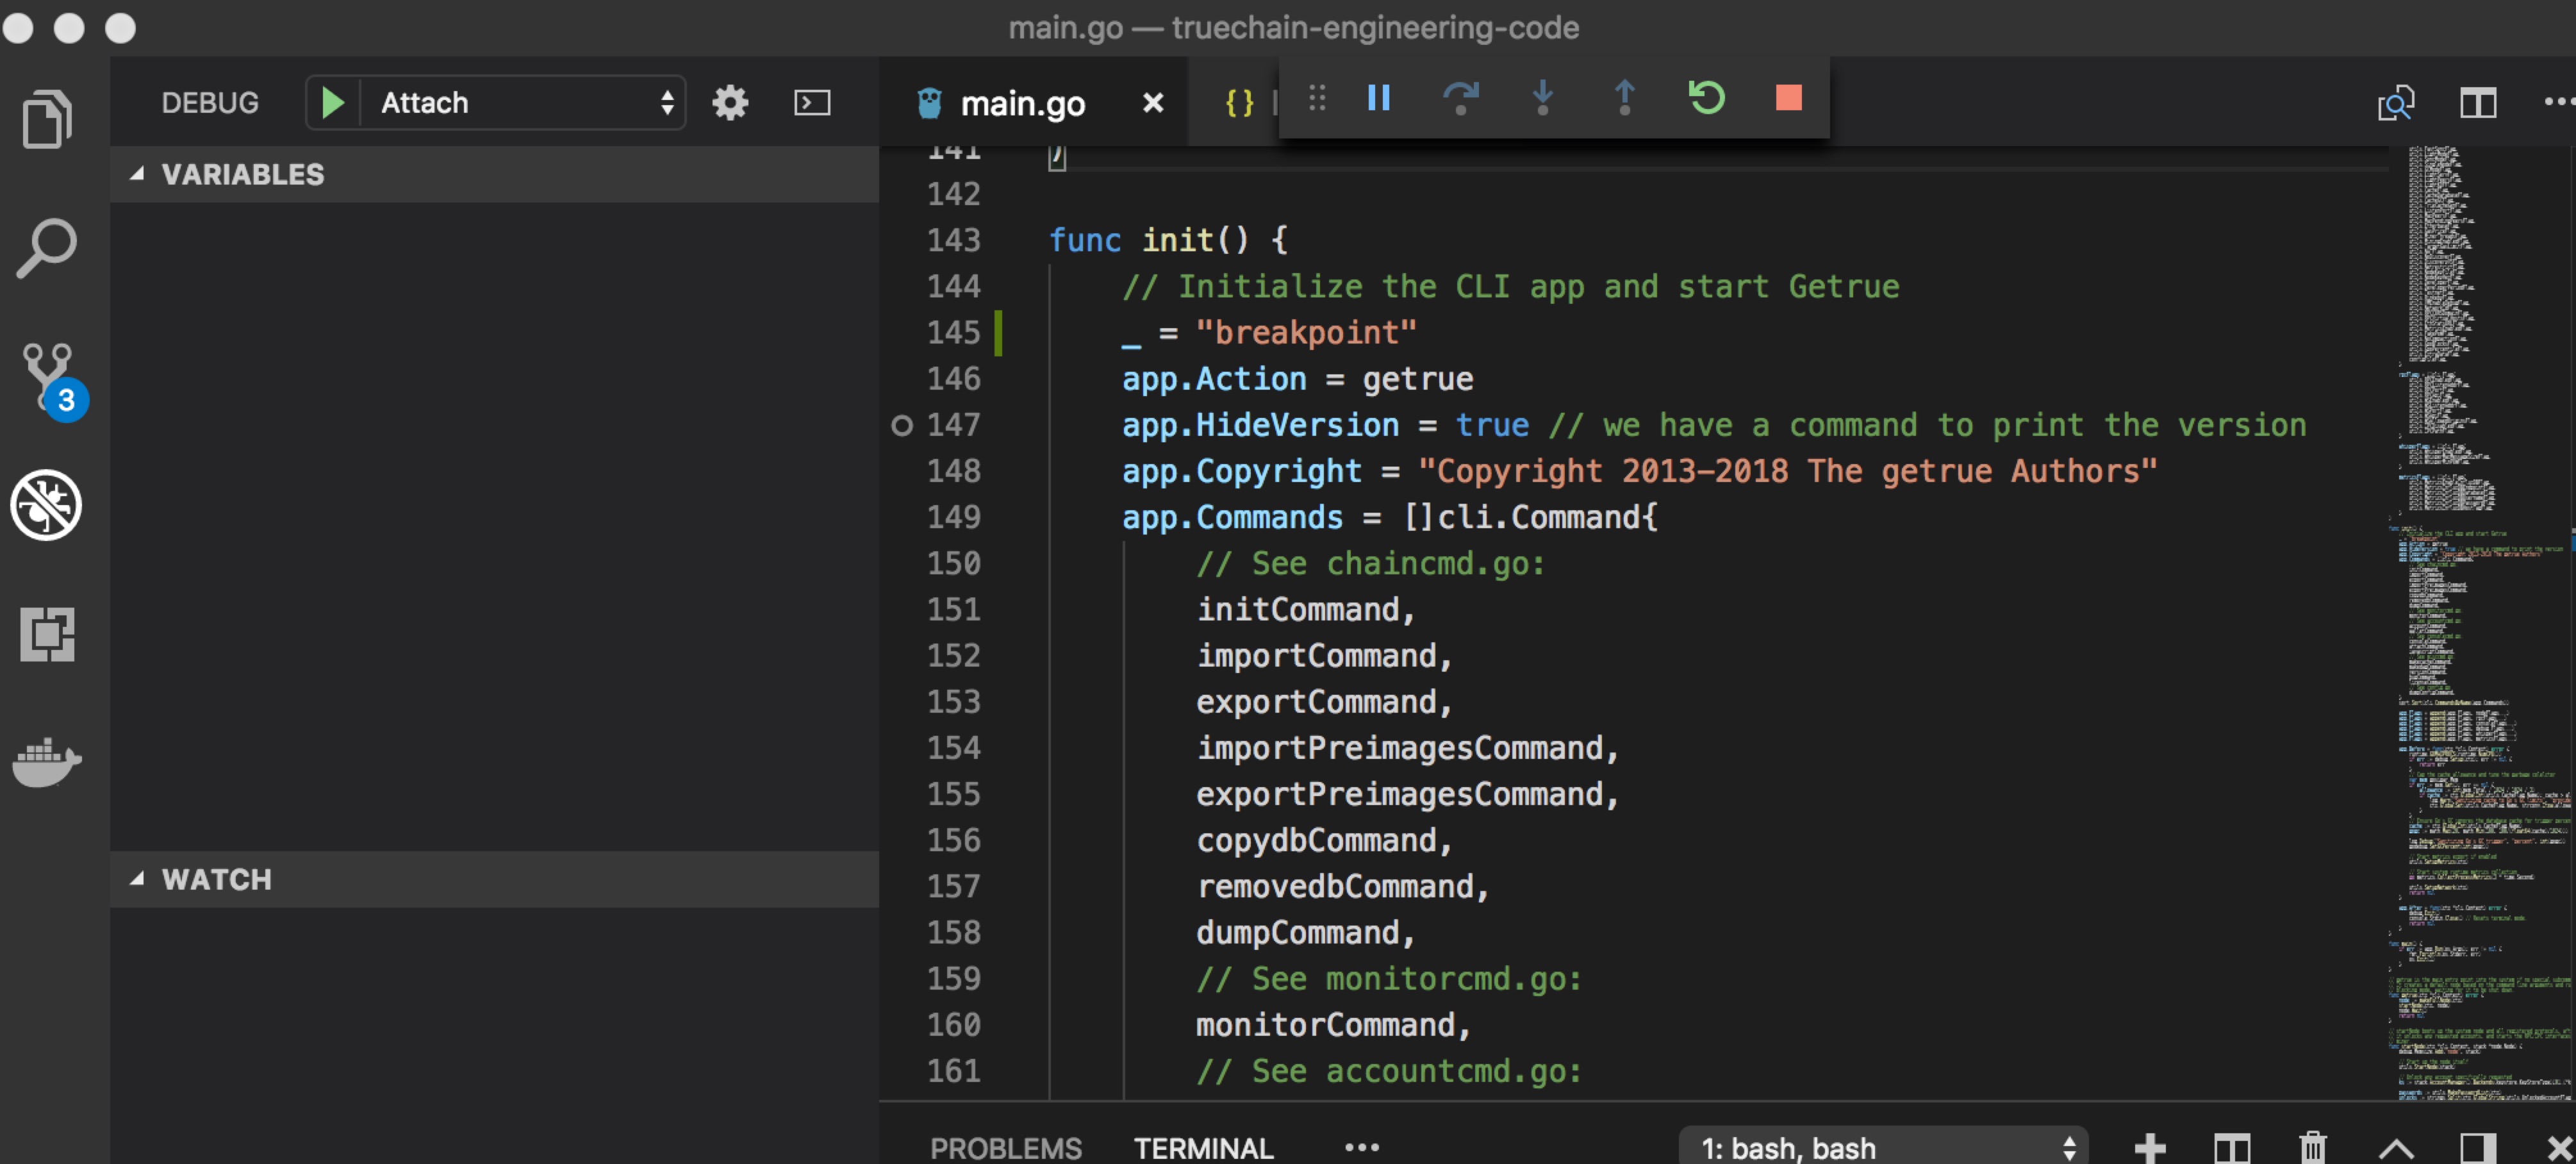 main.go — truechain-engineering-code
DEBUG
Attach
main.go
{}
VARIABLES
141 )
142
143 func init() {
144 // Initialize the CLI app and start Getrue
145 _ = "breakpoint"
146 app.Action = getrue
147 app.HideVersion = true // we have a command to print the version
148 app.Copyright = "Copyright 2013-2018 The getrue Authors"
149 app.Commands = []cli.Command{
150 // See chaincmd.go:
151 initCommand,
152 importCommand,
153 exportCommand,
154 importPreimagesCommand,
155 exportPreimagesCommand,
156 copydbCommand,
157 removedbCommand,
158 dumpCommand,
159 // See monitorcmd.go:
160 monitorCommand,
161 // See accountcmd.go:
3
WATCH
PROBLEMS
TERMINAL
1: bash, bash